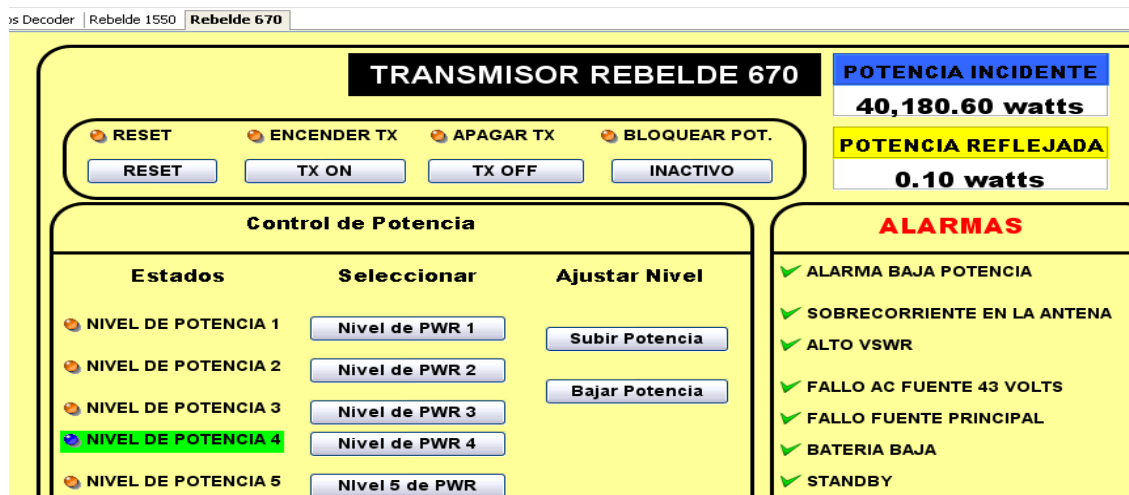 os Decoder Rebelde 1550 Rebelde 670
TRANSMISOR REBELDE 670
POTENCIA INCIDENTE
40,180.60 watts
POTENCIA REFLEJADA
0.10 watts
RESET ENCENDER TX APAGAR TX BLOQUEAR POT.
RESET TX ON TX OFF INACTIVO
Control de Potencia
Estados Seleccionar Ajustar Nivel
NIVEL DE POTENCIA 1 Nivel de PWR 1
Subir Potencia
NIVEL DE POTENCIA 2 Nivel de PWR 2
Bajar Potencia
NIVEL DE POTENCIA 3 Nivel de PWR 3
NIVEL DE POTENCIA 4 Nivel de PWR 4
NIVEL DE POTENCIA 5 NIvel 5 de PWR
ALARMAS
ALARMA BAJA POTENCIA
SOBRECORRIENTE EN LA ANTENA
ALTO VSWR
FALLO AC FUENTE 43 VOLTS
FALLO FUENTE PRINCIPAL
BATERIA BAJA
STANDBY